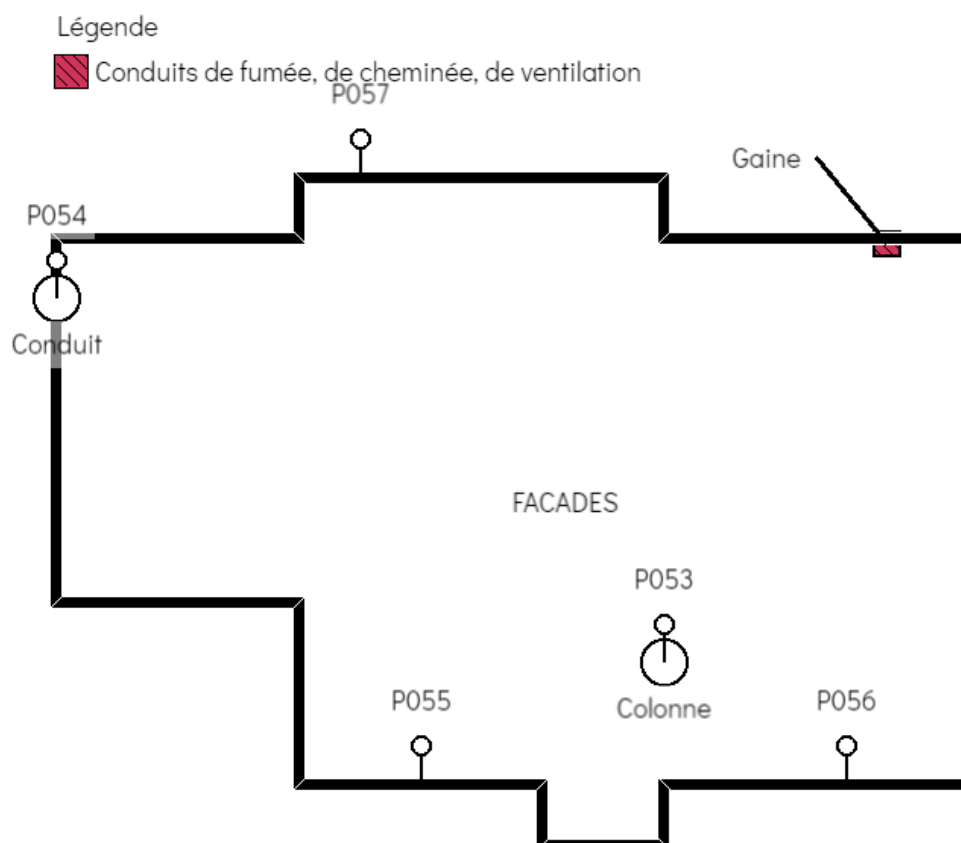 Légende
Conduits de fumée, de cheminée, de ventilation
P057
Gaine
P054
Conduit
FACADES
P053
P055
Colonne
P056